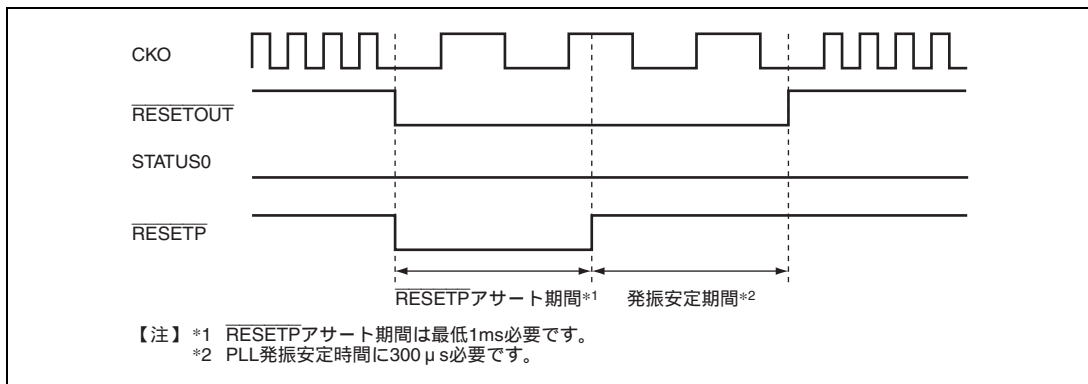 CKO
RESETOUT
STATUS0
RESETP
RESETPアサート期間*1 発振安定期間*2
【注】*1 RESETPアサート期間は最低1ms必要です。
*2 PLL発振安定時間に300μs必要です。